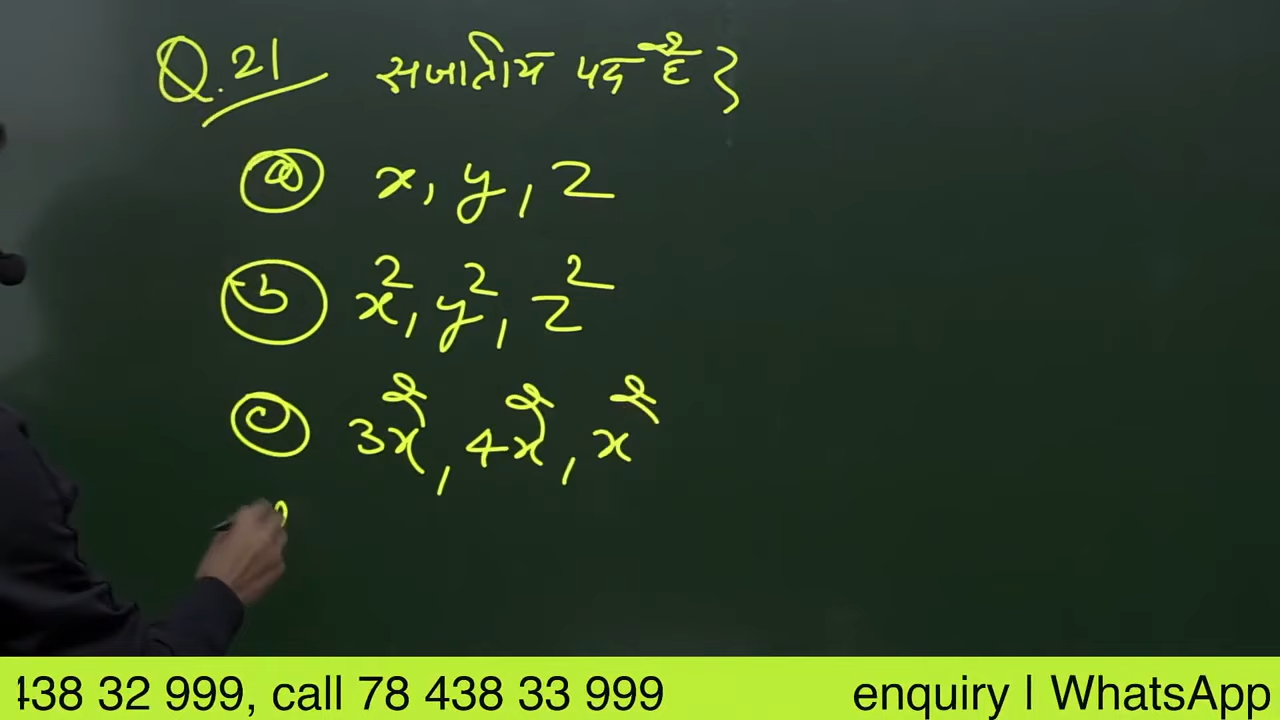 Q.21 सजातीय पद है}
(a) x, y, z
(b) x², y², z²
(c) 3x², 4x², x²
438 32 999, call 78 438 33 999 enquiry | WhatsApp